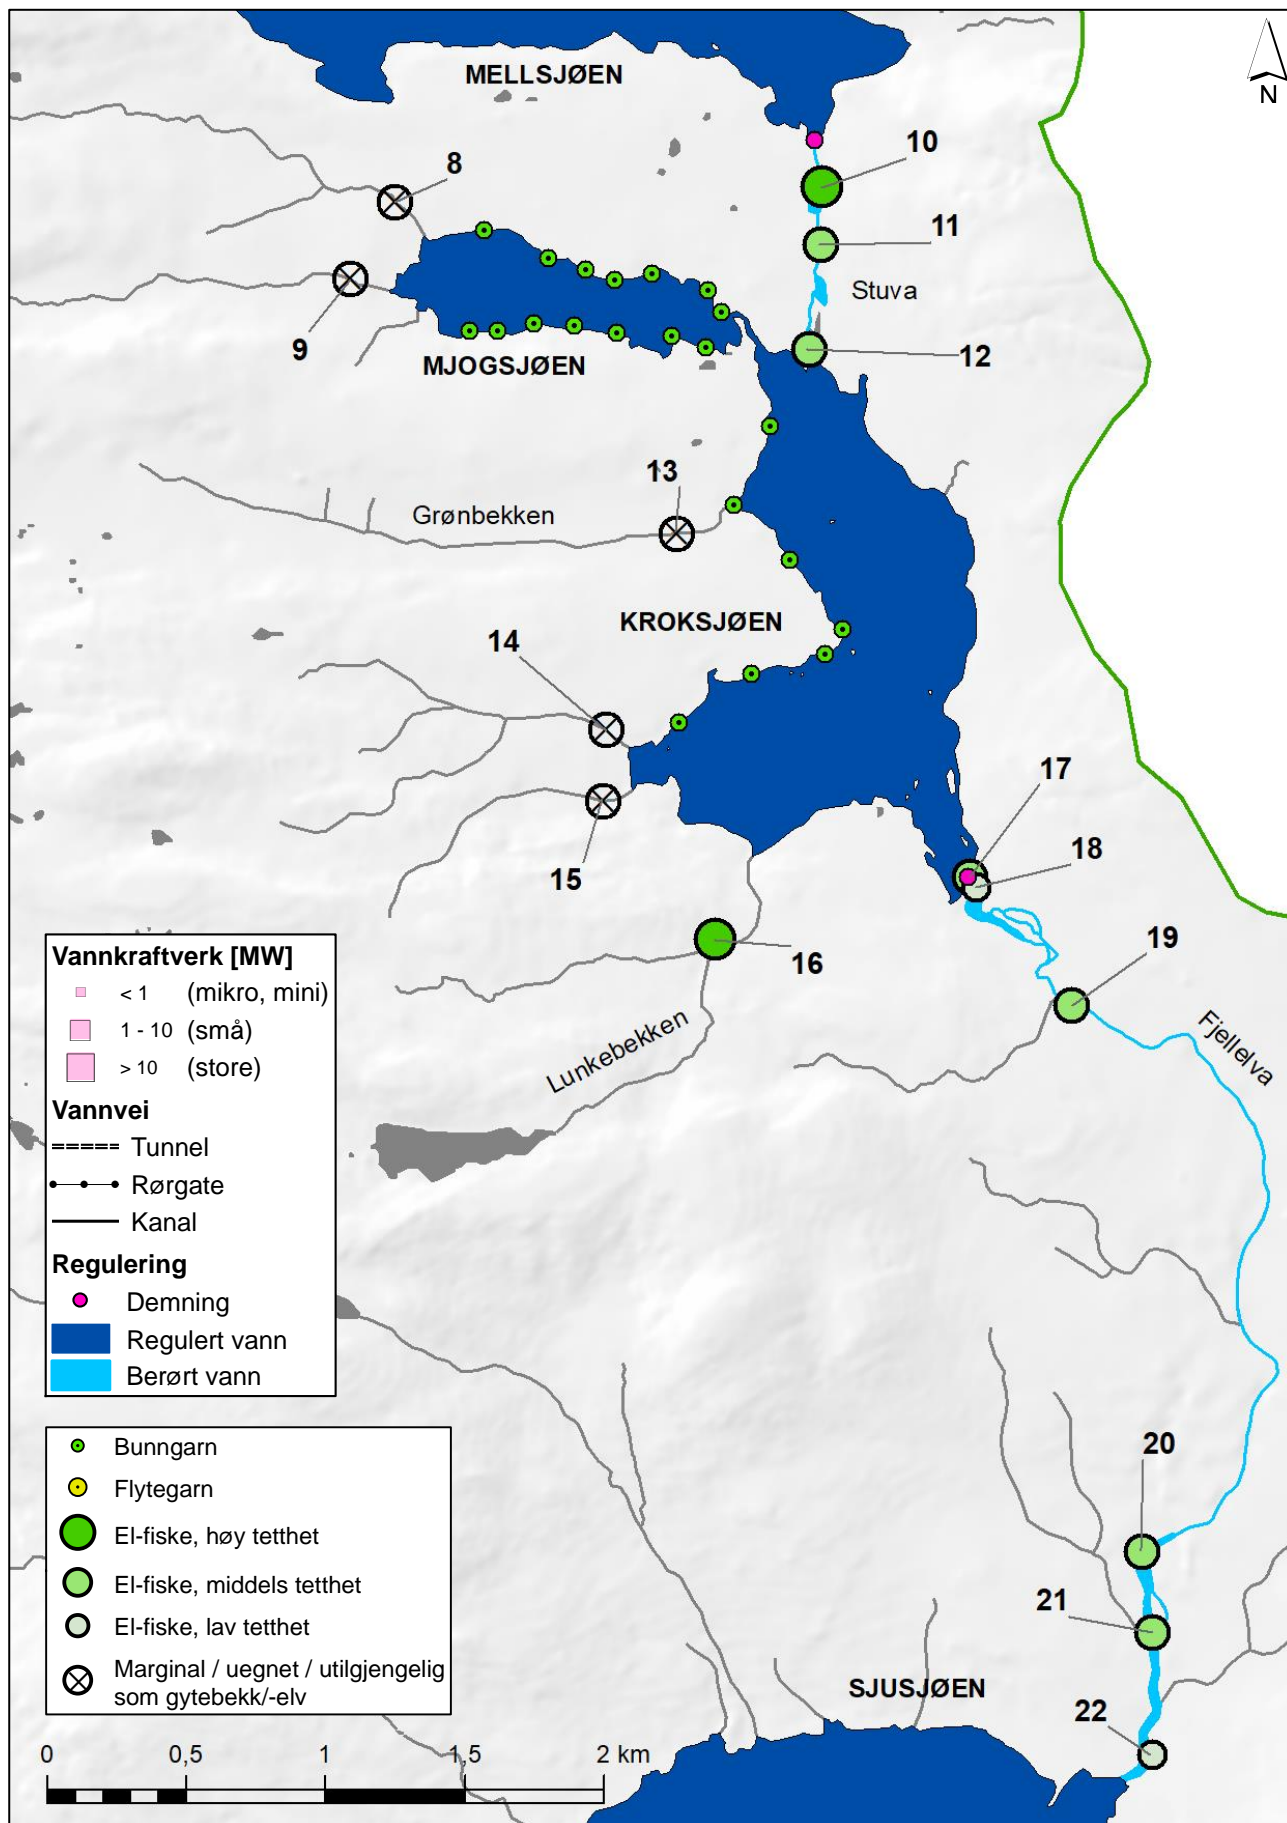 MELLSJØEN
N
10
8
11
Stuva
9
12
MJOGSJØEN
13
Grønbekken
KROKSJØEN
14
17
18
15
19
16
Fjellelva
Lunkebekken
Vannkraftverk [MW]
< 1 (mikro, mini)
1 - 10 (små)
> 10 (store)
Vannvei
Tunnel
Rørgate
Kanal
Regulering
Demning
Regulert vann
Berørt vann
20
Bunngarn
Flytegarn
El-fiske, høy tetthet
El-fiske, middels tetthet
El-fiske, lav tetthet
Marginal / uegnet / utilgjengelig
som gytebekk/-elv
21
SJUSJØEN
22
0 0,5 1 1,5 2 km